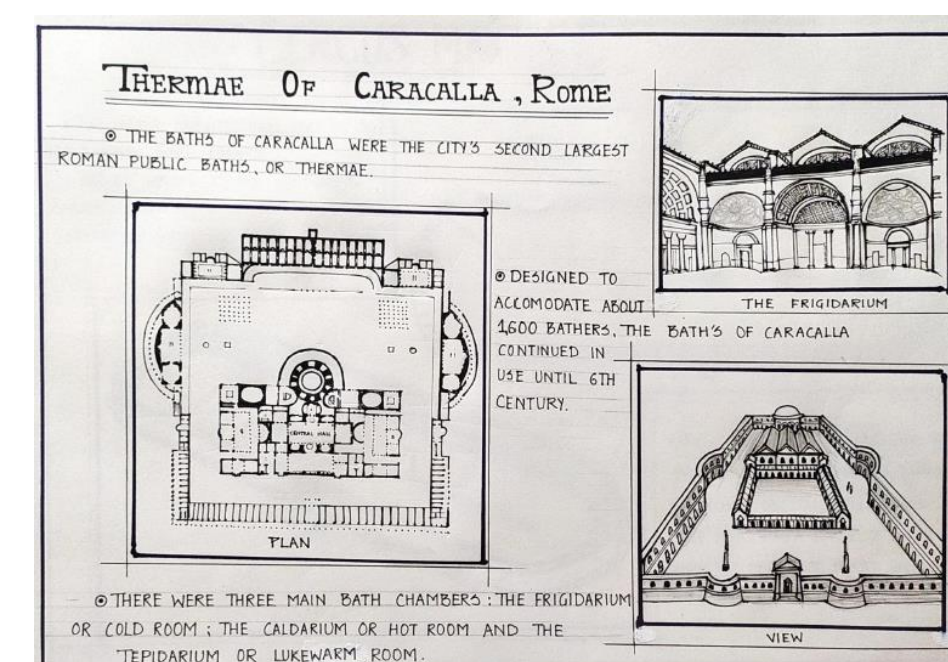 THERMAE OF CARACALLA, ROME
⊙ THE BATHS OF CARACALLA WERE THE CITY'S SECOND LARGEST
ROMAN PUBLIC BATHS, OR THERMAE.
CENTRAL HALL
PLAN
⊙ DESIGNED TO
ACCOMODATE ABOUT
1,600 BATHERS, THE BATH'S OF CARACALLA
CONTINUED IN
USE UNTIL 6TH
CENTURY.
THE FRIGIDARIUM
VIEW
⊙ THERE WERE THREE MAIN BATH CHAMBERS : THE FRIGIDARIUM
OR COLD ROOM ; THE CALDARIUM OR HOT ROOM AND THE
TEPIDARIUM OR LUKEWARM ROOM.